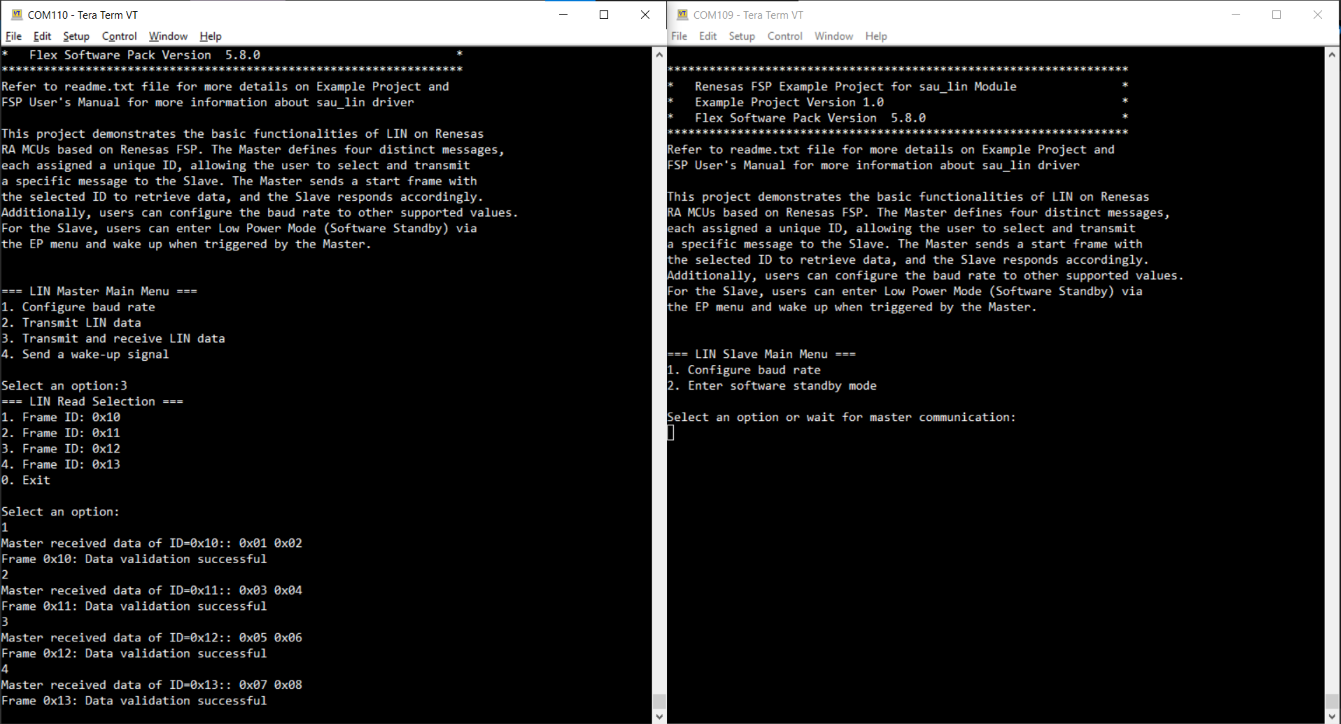 COM110 - Tera Term VT
File Edit Setup Control Window Help
*   Flex Software Pack Version  5.8.0                            *
******************************************************************
Refer to readme.txt file for more details on Example Project and
FSP User's Manual for more information about sau_lin driver
This project demonstrates the basic functionalities of LIN on Renesas
RA MCUs based on Renesas FSP. The Master defines four distinct messages,
each assigned a unique ID, allowing the user to select and transmit
a specific message to the Slave. The Master sends a start frame with
the selected ID to retrieve data, and the Slave responds accordingly.
Additionally, users can configure the baud rate to other supported values.
For the Slave, users can enter Low Power Mode (Software Standby) via
the EP menu and wake up when triggered by the Master.
=== LIN Master Main Menu ===
1. Configure baud rate
2. Transmit LIN data
3. Transmit and receive LIN data
4. Send a wake-up signal
Select an option:3
=== LIN Read Selection ===
1. Frame ID: 0x10
2. Frame ID: 0x11
3. Frame ID: 0x12
4. Frame ID: 0x13
0. Exit
Select an option:
1
Master received data of ID=0x10:: 0x01 0x02
Frame 0x10: Data validation successful
2
Master received data of ID=0x11:: 0x03 0x04
Frame 0x11: Data validation successful
3
Master received data of ID=0x12:: 0x05 0x06
Frame 0x12: Data validation successful
4
Master received data of ID=0x13:: 0x07 0x08
Frame 0x13: Data validation successful
COM109 - Tera Term VT
File Edit Setup Control Window Help
******************************************************************
*   Renesas FSP Example Project for sau_lin Module               *
*   Example Project Version 1.0                                  *
*   Flex Software Pack Version  5.8.0                            *
******************************************************************
Refer to readme.txt file for more details on Example Project and
FSP User's Manual for more information about sau_lin driver
This project demonstrates the basic functionalities of LIN on Renesas
RA MCUs based on Renesas FSP. The Master defines four distinct messages,
each assigned a unique ID, allowing the user to select and transmit
a specific message to the Slave. The Master sends a start frame with
the selected ID to retrieve data, and the Slave responds accordingly.
Additionally, users can configure the baud rate to other supported values.
For the Slave, users can enter Low Power Mode (Software Standby) via
the EP menu and wake up when triggered by the Master.
=== LIN Slave Main Menu ===
1. Configure baud rate
2. Enter software standby mode
Select an option or wait for master communication: